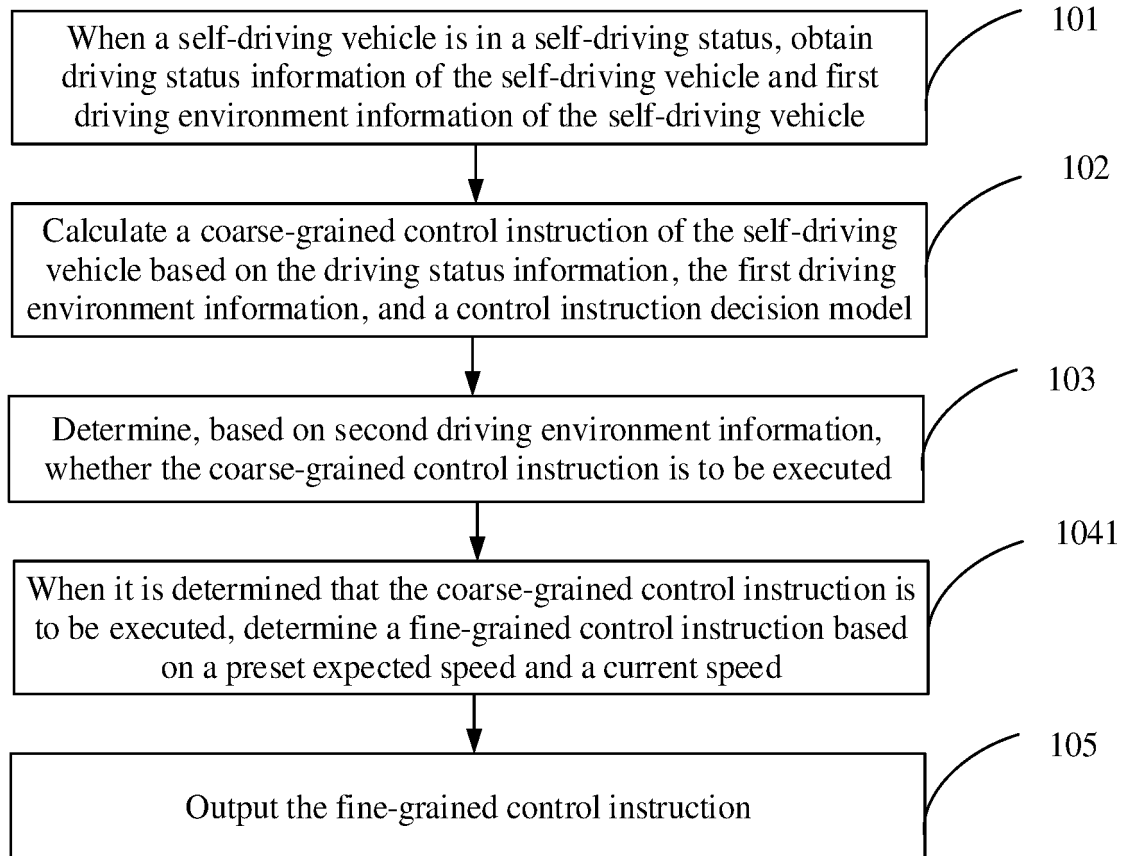 When a self-driving vehicle is in a self-driving status, obtain
driving status information of the self-driving vehicle and first
driving environment information of the self-driving vehicle
101
Calculate a coarse-grained control instruction of the self-driving
vehicle based on the driving status information, the first driving
environment information, and a control instruction decision model
102
Determine, based on second driving environment information,
whether the coarse-grained control instruction is to be executed
103
When it is determined that the coarse-grained control instruction is
to be executed, determine a fine-grained control instruction based
on a preset expected speed and a current speed
1041
Output the fine-grained control instruction
105